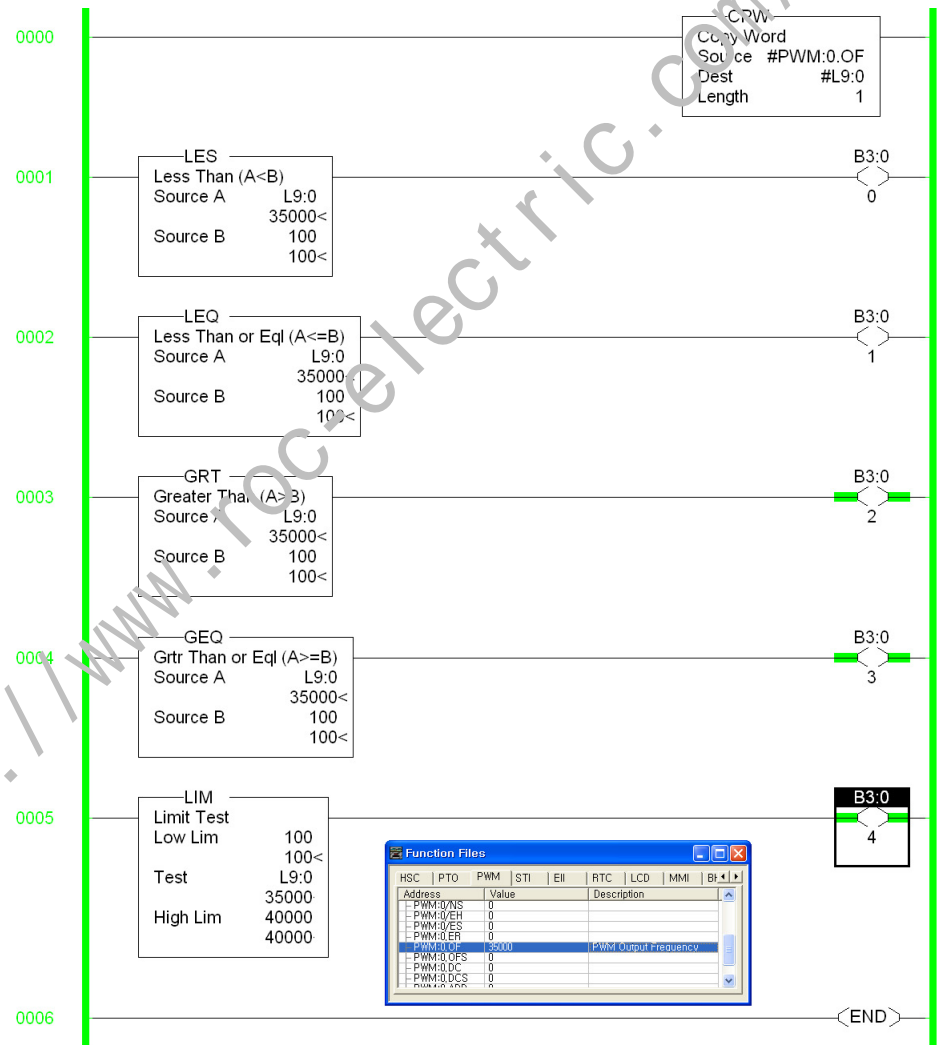 0000
CPW
Copy Word
Source #PWM:0.OF
Dest #L9:0
Length 1
0001
LES
Less Than (A<B)
Source A L9:0
35000<
Source B 100
100<
B3:0
0
0002
LEQ
Less Than or Eql (A<=B)
Source A L9:0
35000<
Source B 100
100<
B3:0
1
0003
GRT
Greater Than (A>B)
Source A L9:0
35000<
Source B 100
100<
B3:0
2
0004
GEQ
Grtr Than or Eql (A>=B)
Source A L9:0
35000<
Source B 100
100<
B3:0
3
0005
LIM
Limit Test
Low Lim 100
100<
Test L9:0
35000
High Lim 40000
40000
B3:0
4
Function Files
HSC PTO PWM STI EII RTC LCD MMI
Address Value Description
PWM:0/NS 0
PWM:0/EH 0
PWM:0/ES 0
PWM:0.ER 0
PWM:0.OF 35000 PWM Output Frequency
PWM:0.OFS 0
PWM:0.DC 0
PWM:0.DCS 0
PWM:0.ADD 0
0006
END
://www.roc-electric.com/